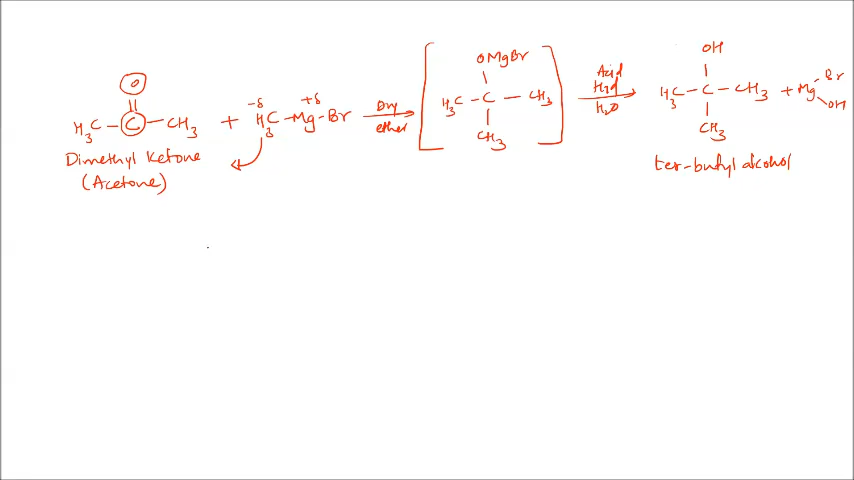 O
H₃C – C – CH₃ + H₃C – Mg – Br
-δ +δ
Dry
ether
OMgBr
H₃C – C – CH₃
CH₃
Acid
H₂O
OH
H₃C – C – CH₃ + Mg Br OH
CH₃
Dimethyl Ketone
(Acetone)
ter-butyl alcohol